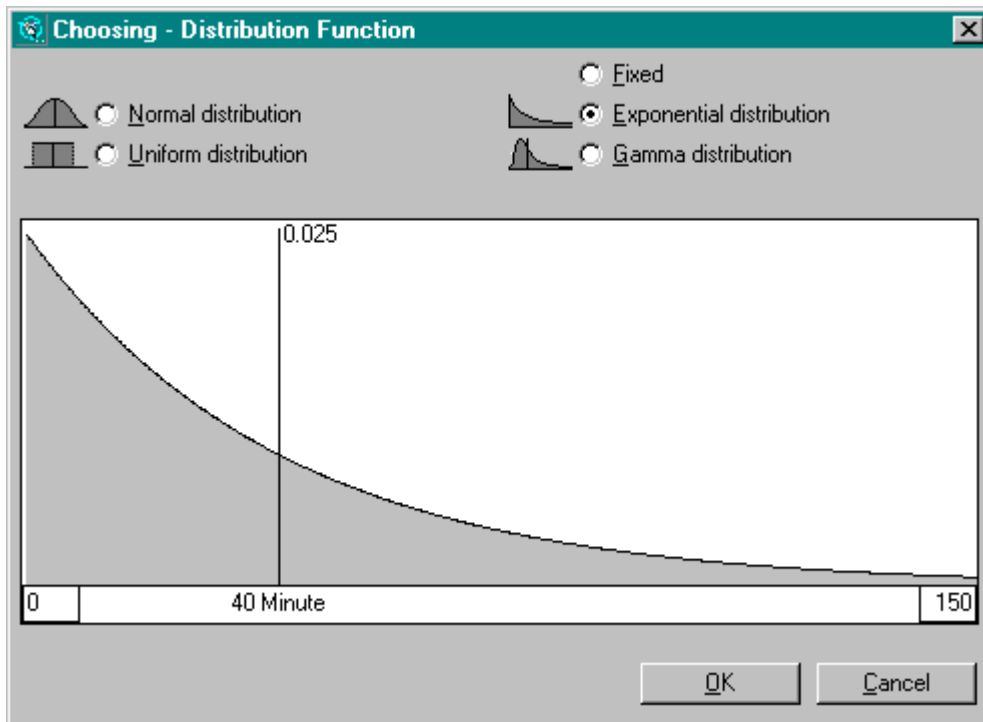 Choosing - Distribution Function
Fixed
Normal distribution
Exponential distribution
Uniform distribution
Gamma distribution
0.025
0
40 Minute
150
OK
Cancel